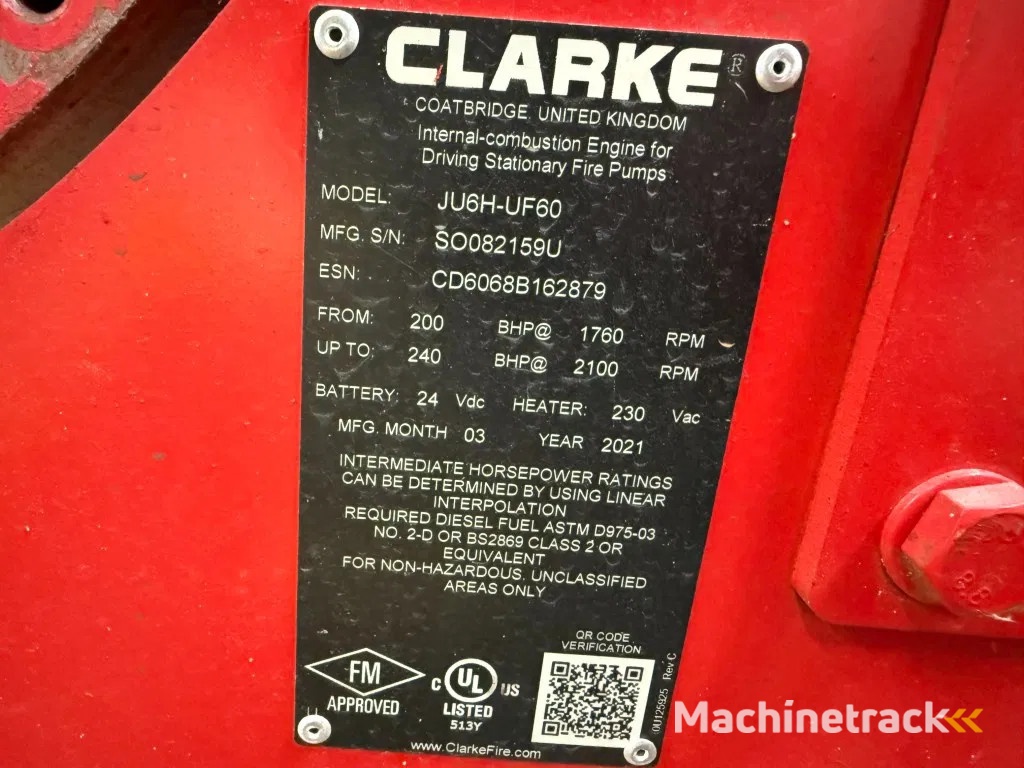 CLARKE ®
COATBRIDGE, UNITED KINGDOM
Internal-combustion Engine for
Driving Stationary Fire Pumps
MODEL: JU6H-UF60
MFG. S/N: SO082159U
ESN: CD6068B162879
FROM: 200 BHP@ 1760 RPM
UP TO: 240 BHP@ 2100 RPM
BATTERY: 24 Vdc HEATER: 230 Vac
MFG. MONTH 03 YEAR 2021
INTERMEDIATE HORSEPOWER RATINGS
CAN BE DETERMINED BY USING LINEAR
INTERPOLATION
REQUIRED DIESEL FUEL ASTM D975-03
NO. 2-D OR BS2869 CLASS 2 OR
EQUIVALENT
FOR NON-HAZARDOUS, UNCLASSIFIED
AREAS ONLY
QR CODE
VERIFICATION
FM
APPROVED
C UL US
LISTED
513Y
Rev C
www.ClarkeFire.com
Machinetrack